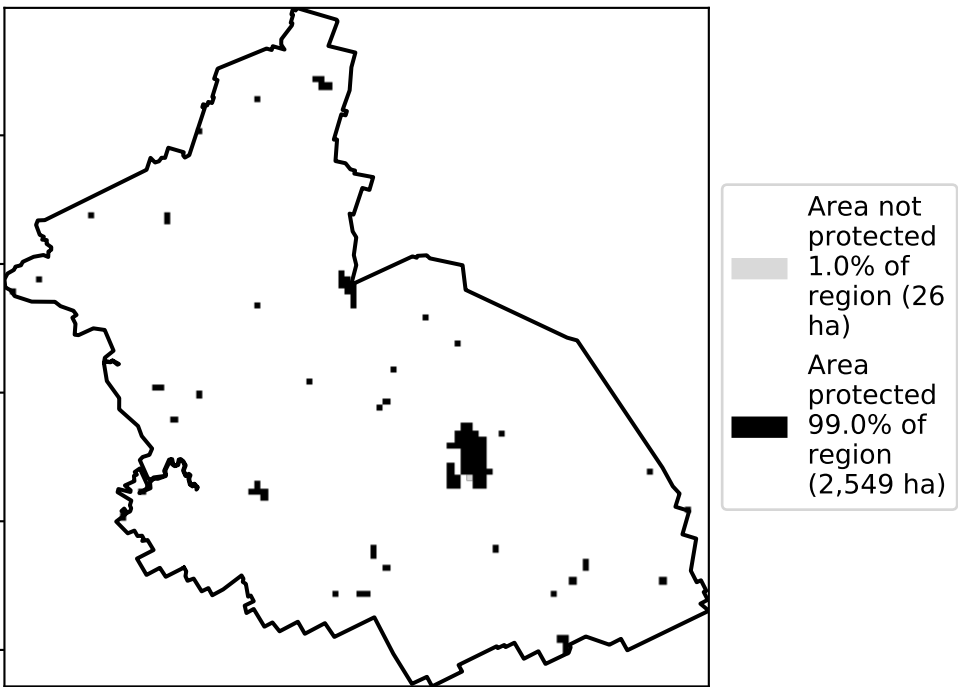 Area not
protected
1.0% of
region (26
ha)
Area
protected
99.0% of
region
(2,549 ha)